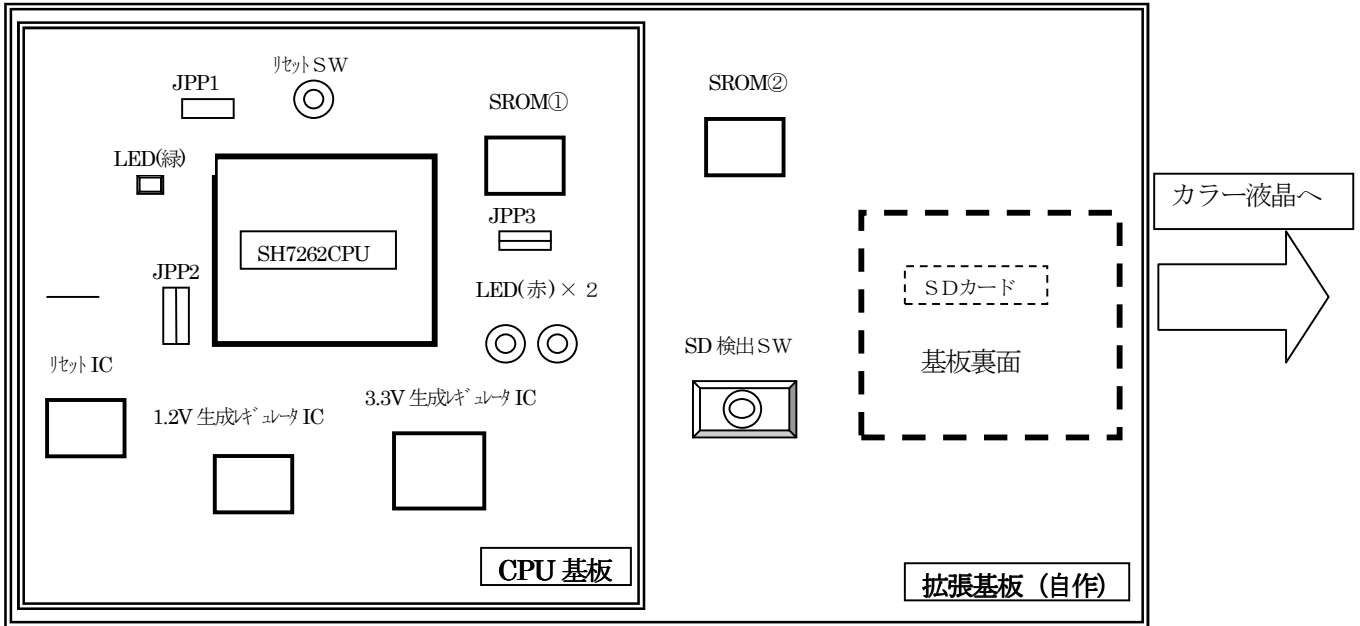 リセットSW
JPP1
SROM①
SROM②
LED(緑)
カラー液晶へ
JPP3
SH7262CPU
JPP2
SDカード
LED(赤)×2
SD検出SW
基板裏面
リセットIC
3.3V生成レギュレータIC
1.2V生成レギュレータIC
CPU基板
拡張基板（自作）